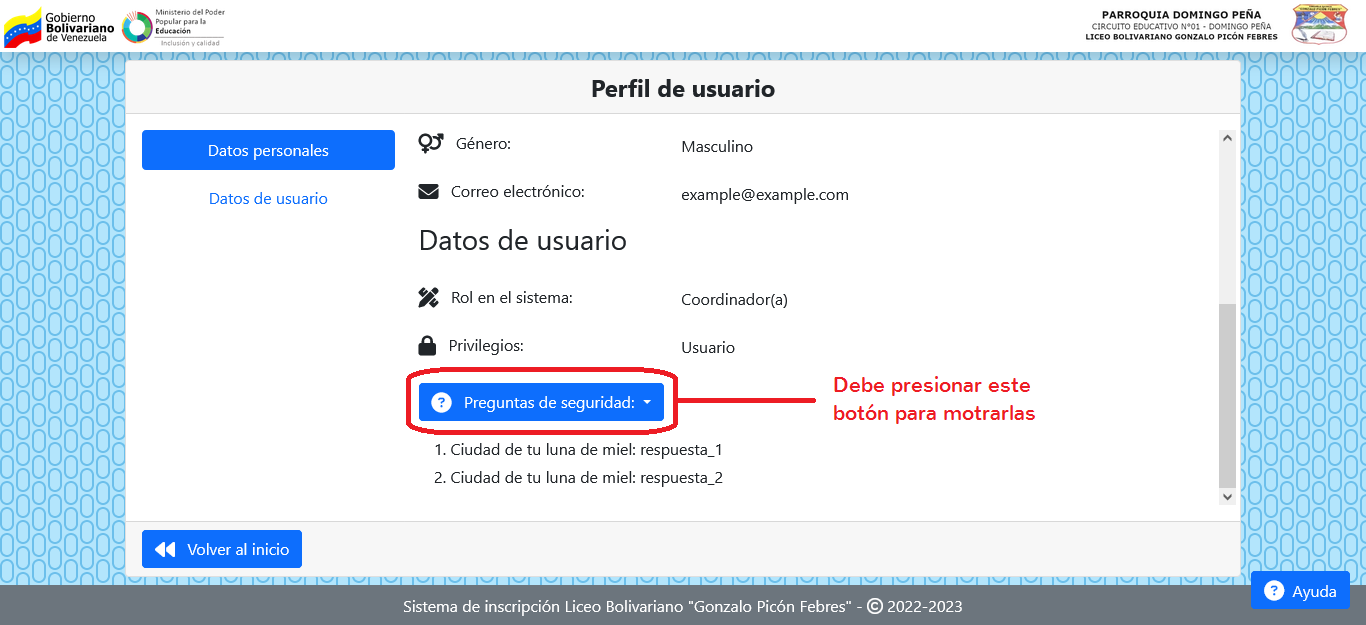 Gobierno
Bolivariano
de Venezuela
Ministerio del Poder
Popular para la
Educación
Inclusión y calidad
PARROQUIA DOMINGO PEÑA
CIRCUITO EDUCATIVO N°01 - DOMINGO PEÑA
LICEO BOLIVARIANO GONZALO PICÓN FEBRES
Perfil de usuario
Datos personales
Datos de usuario
Género:
Masculino
Correo electrónico:
example@example.com
Datos de usuario
Rol en el sistema:
Coordinador(a)
Privilegios:
Usuario
Preguntas de seguridad:
Debe presionar este
botón para motrarlas
1. Ciudad de tu luna de miel: respuesta_1
2. Ciudad de tu luna de miel: respuesta_2
Volver al inicio
Ayuda
Sistema de inscripción Liceo Bolivariano "Gonzalo Picón Febres" - © 2022-2023